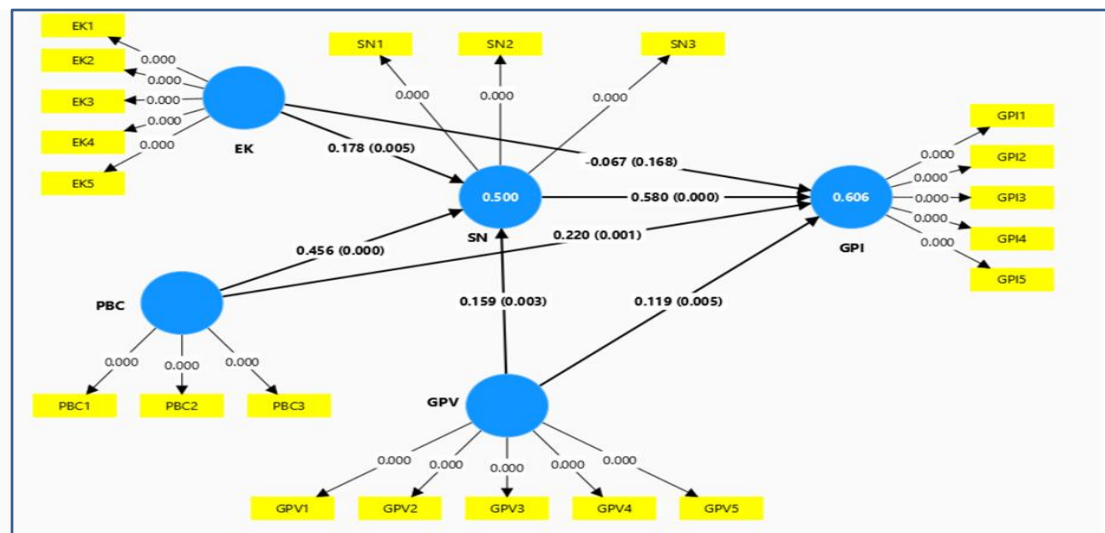 EK1
EK2
EK3
EK4
EK5
0.000
0.000
0.000
0.000
0.000
EK
SN1
SN2
SN3
0.000
0.000
0.000
0.178 (0.005)
-0.067 (0.168)
0.500
SN
0.580 (0.000)
0.606
GPI
GPI1
GPI2
GPI3
GPI4
GPI5
0.000
0.000
0.000
0.000
0.000
0.456 (0.000)
0.220 (0.001)
PBC
0.159 (0.003)
0.119 (0.005)
0.000
0.000
0.000
PBC1
PBC2
PBC3
GPV
0.000
0.000
0.000
0.000
0.000
GPV1
GPV2
GPV3
GPV4
GPV5